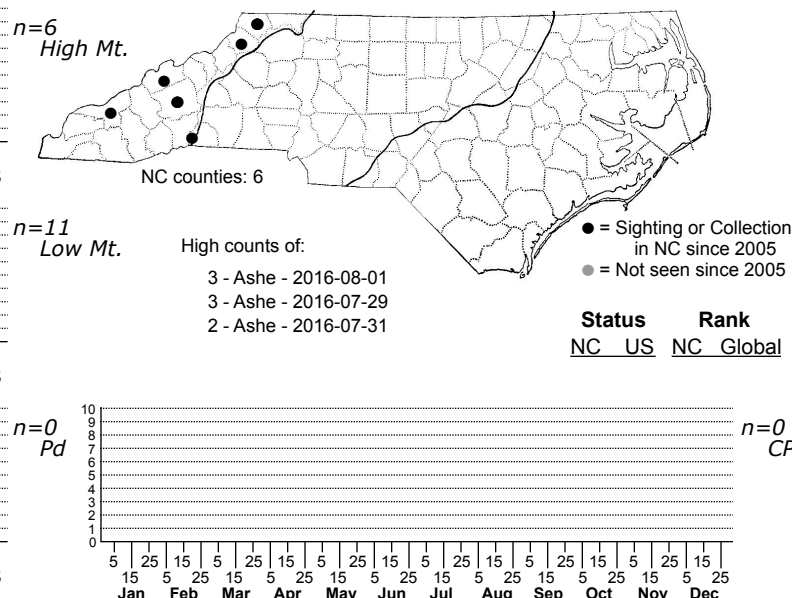 n=6
High Mt.
NC counties: 6
n=11
Low Mt.
High counts of:
3 - Ashe - 2016-08-01
3 - Ashe - 2016-07-29
2 - Ashe - 2016-07-31
● = Sighting or Collection
in NC since 2005
● = Not seen since 2005
Status Rank
NC US NC Global
n=0
Pd
10
9
8
7
6
5
4
3
2
1
0
n=0
CP
5 25 15 5 25 15 5 25 15 5 25 15 5 25 15 5 25 15
15 5 25 15 5 25 15 5 25 15 5 25 15 5 25 15 5 25
Jan Feb Mar Apr May Jun Jul Aug Sep Oct Nov Dec